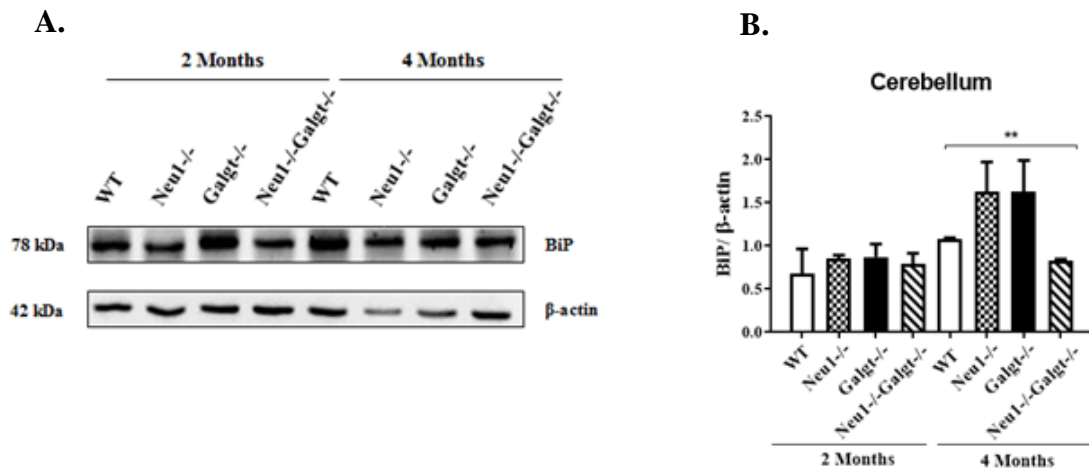 A.
2 Months
4 Months
WT
Neu1-/-
Galgt-/-
Neu1-/-Galgt-/-
WT
Neu1-/-
Galgt-/-
Neu1-/-Galgt-/-
78 kDa
BiP
42 kDa
β-actin
B.
Cerebellum
**
BiP/ β-actin
2.5
2.0
1.5
1.0
0.5
0.0
WT
Neu1-/-
Galgt-/-
Neu1-/-Galgt-/-
WT
Neu1-/-
Galgt-/-
Neu1-/-Galgt-/-
2 Months
4 Months